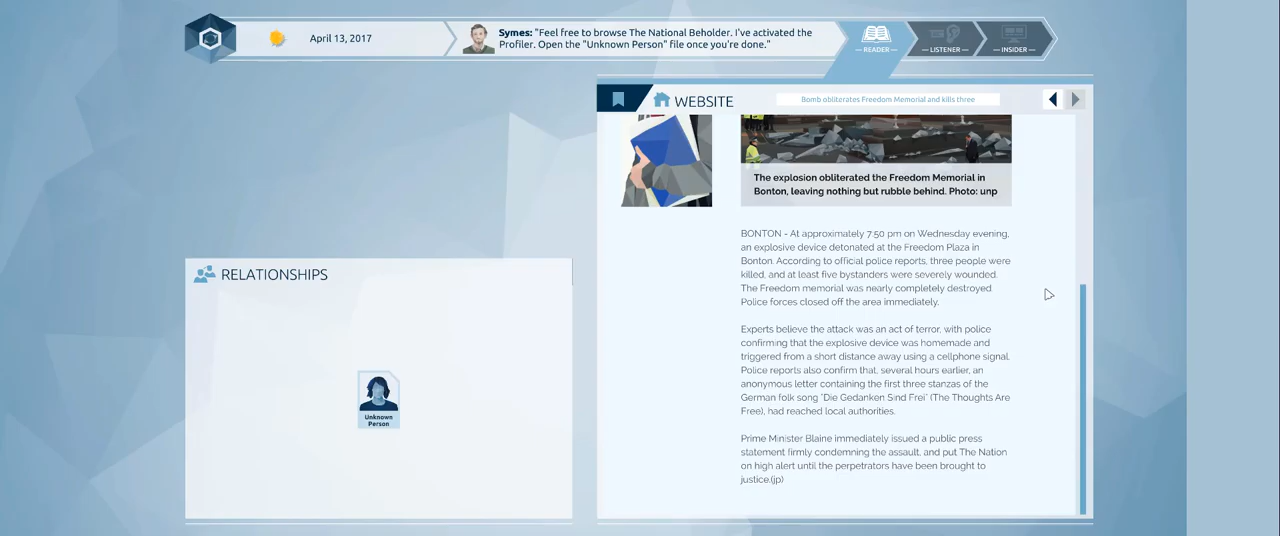 April 13, 2017
Symes: "Feel free to browse The National Beholder. I've activated the
Profiler. Open the "Unknown Person" file once you're done."
— READER —
— LISTENER —
— INSIDER —
WEBSITE
Bomb obliterates Freedom Memorial and kills three
The explosion obliterated the Freedom Memorial in
Bonton, leaving nothing but rubble behind. Photo: unp
BONTON - At approximately 7.50 pm on Wednesday evening,
an explosive device detonated at the Freedom Plaza in
Bonton. According to official police reports, three people were
killed, and at least five bystanders were severely wounded.
The Freedom memorial was nearly completely destroyed.
Police forces closed off the area immediately.
Experts believe the attack was an act of terror, with police
confirming that the explosive device was homemade and
triggered from a short distance away using a cellphone signal.
Police reports also confirm that, several hours earlier, an
anonymous letter containing the first three stanzas of the
German folk song 'Die Gedanken Sind Frei' (The Thoughts Are
Free), had reached local authorities.
Prime Minister Blaine immediately issued a public press
statement firmly condemning the assault, and put The Nation
on high alert until the perpetrators have been brought to
justice.(jp)
RELATIONSHIPS
Unknown
Person